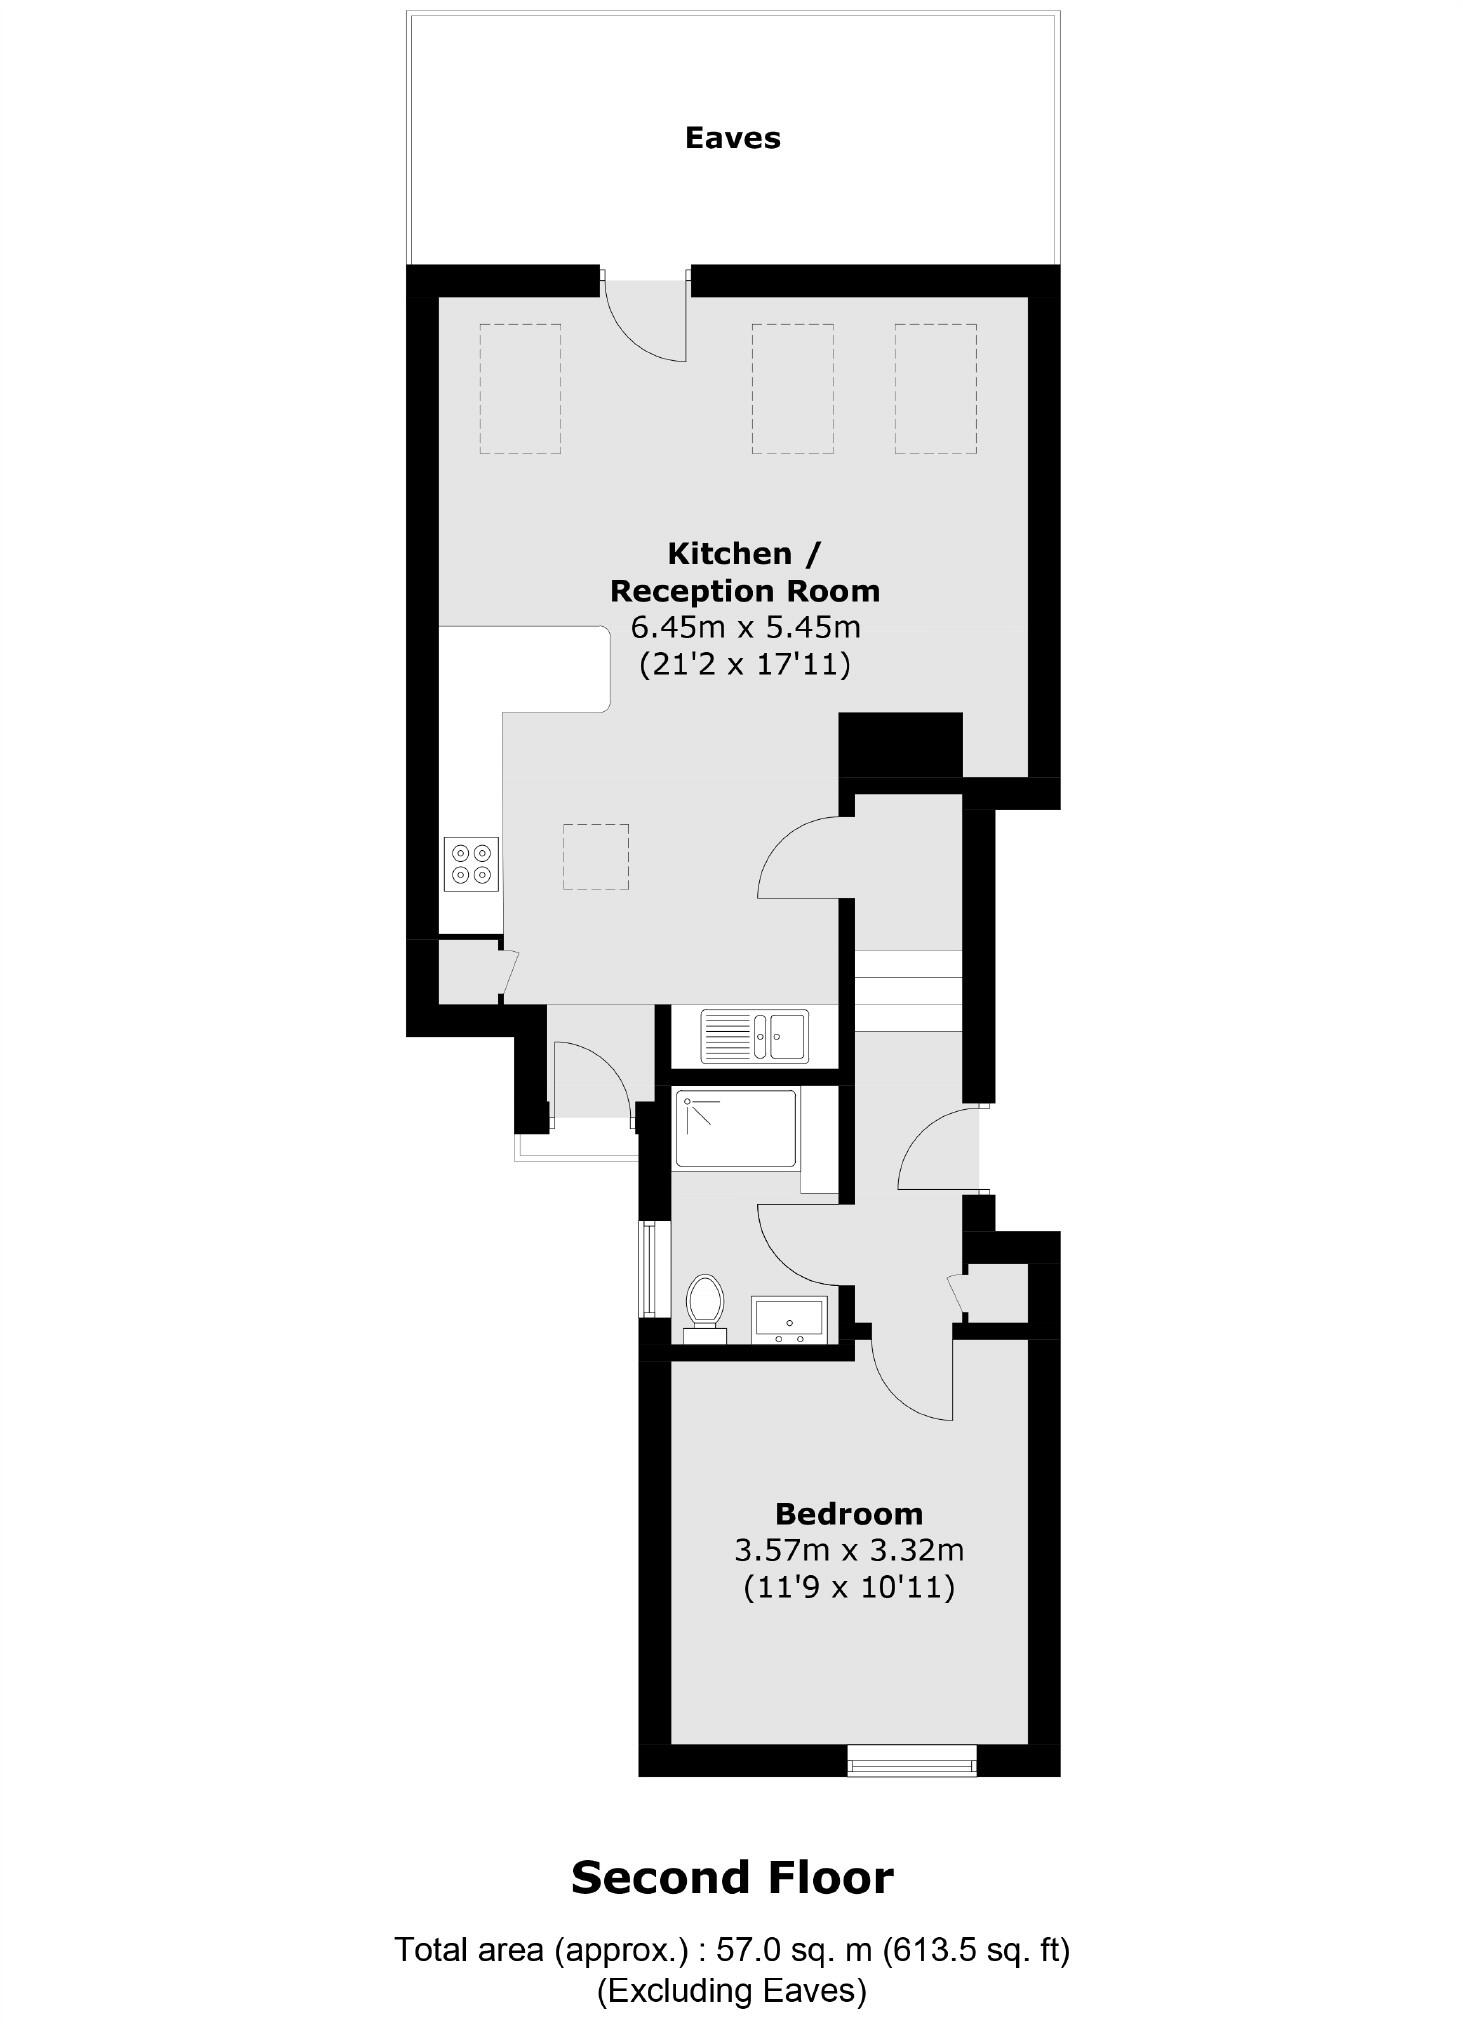 Eaves
Kitchen /
Reception Room
6.45m x 5.45m
(21'2 x 17'11)
Bedroom
3.57m x 3.32m
(11'9 x 10'11)
Second Floor
Total area (approx.) : 57.0 sq. m (613.5 sq. ft)
(Excluding Eaves)